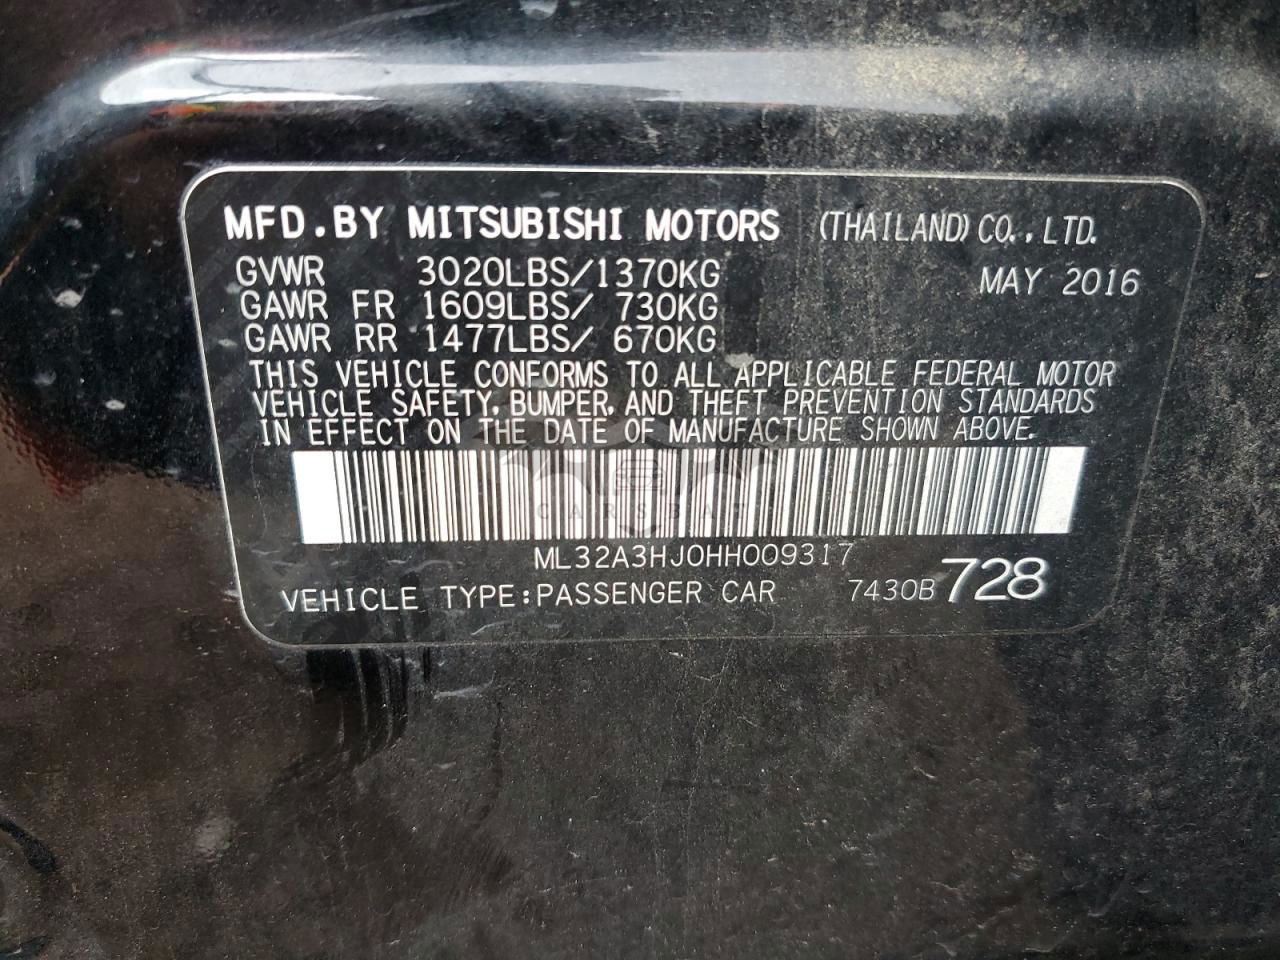 MFD.BY MITSUBISHI MOTORS (THAILAND) CO., LTD.
GVWR 3020LBS/1370KG MAY 2016
GAWR FR 1609LBS/ 730KG
GAWR RR 1477LBS/ 670KG
THIS VEHICLE CONFORMS TO ALL APPLICABLE FEDERAL MOTOR
VEHICLE SAFETY, BUMPER, AND THEFT PREVENTION STANDARDS
IN EFFECT ON THE DATE OF MANUFACTURE SHOWN ABOVE.
ML32A3HJ0HH009317
VEHICLE TYPE:PASSENGER CAR 7430B 728